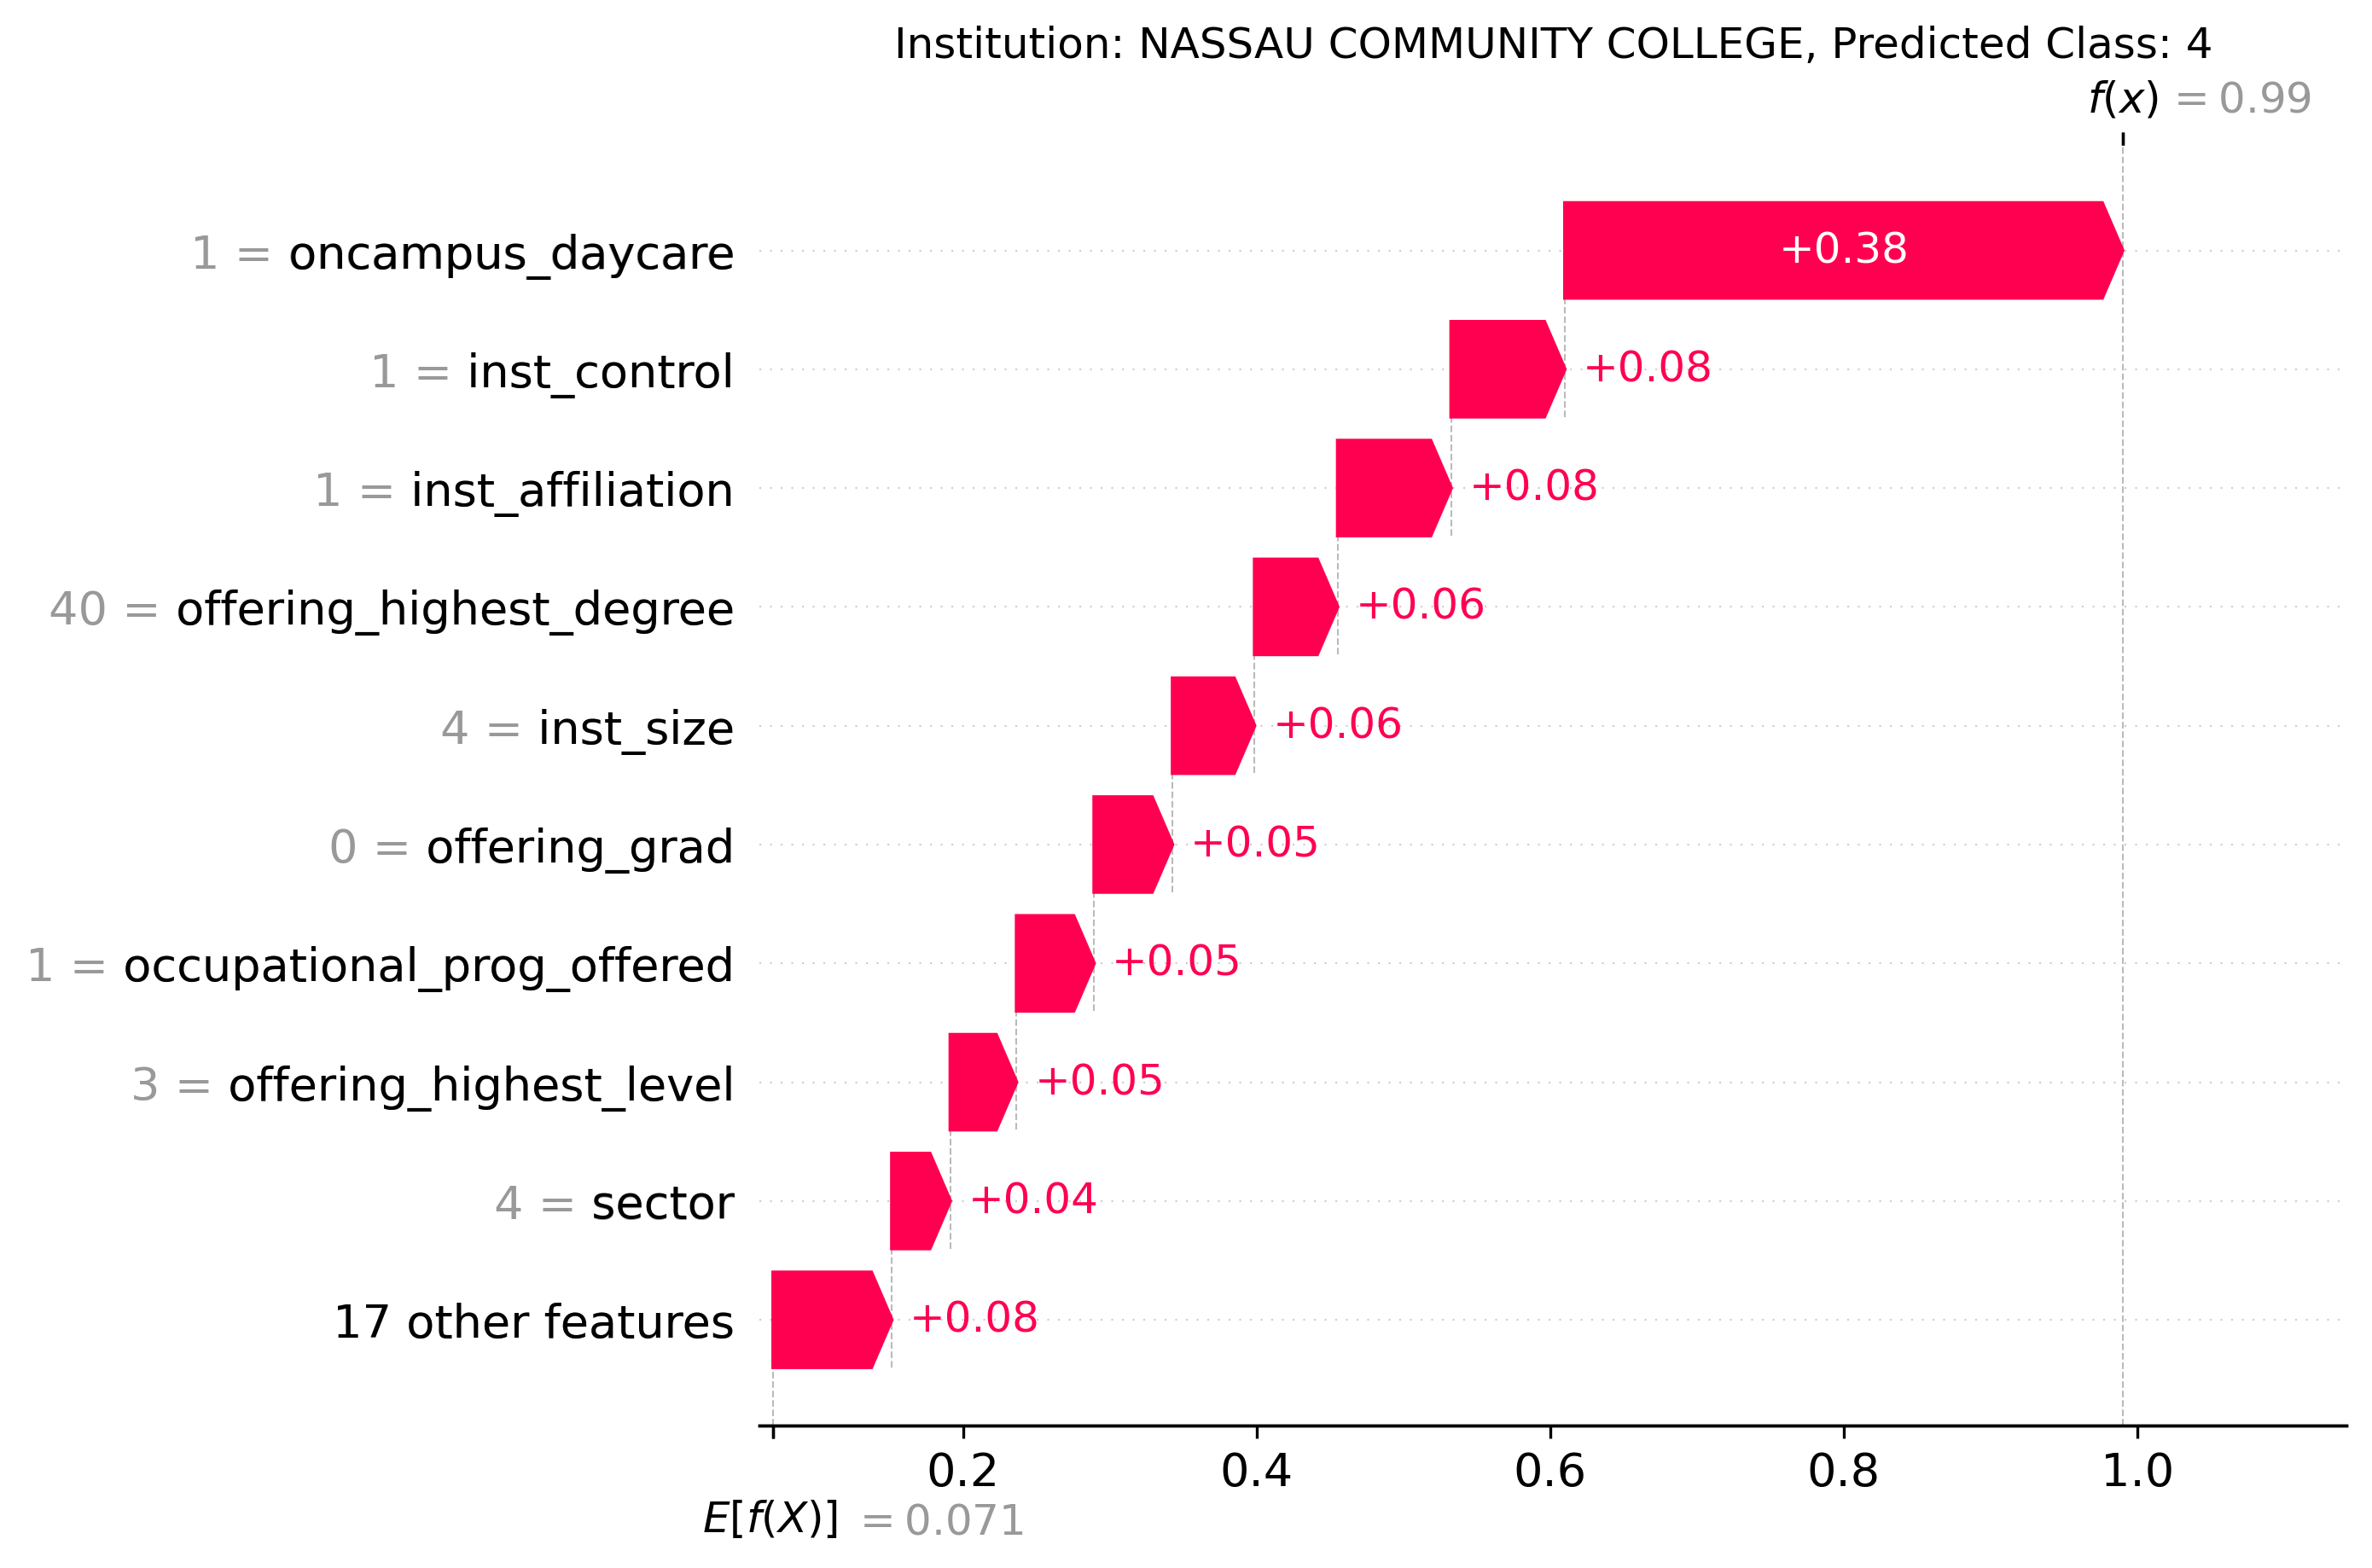 Institution: NASSAU COMMUNITY COLLEGE, Predicted Class: 4
f(x) = 0.99
1 = oncampus_daycare +0.38
1 = inst_control +0.08
1 = inst_affiliation +0.08
40 = offering_highest_degree +0.06
4 = inst_size +0.06
0 = offering_grad +0.05
1 = occupational_prog_offered +0.05
3 = offering_highest_level +0.05
4 = sector +0.04
17 other features +0.08
0.2 0.4 0.6 0.8 1.0
E[f(X)] = 0.071